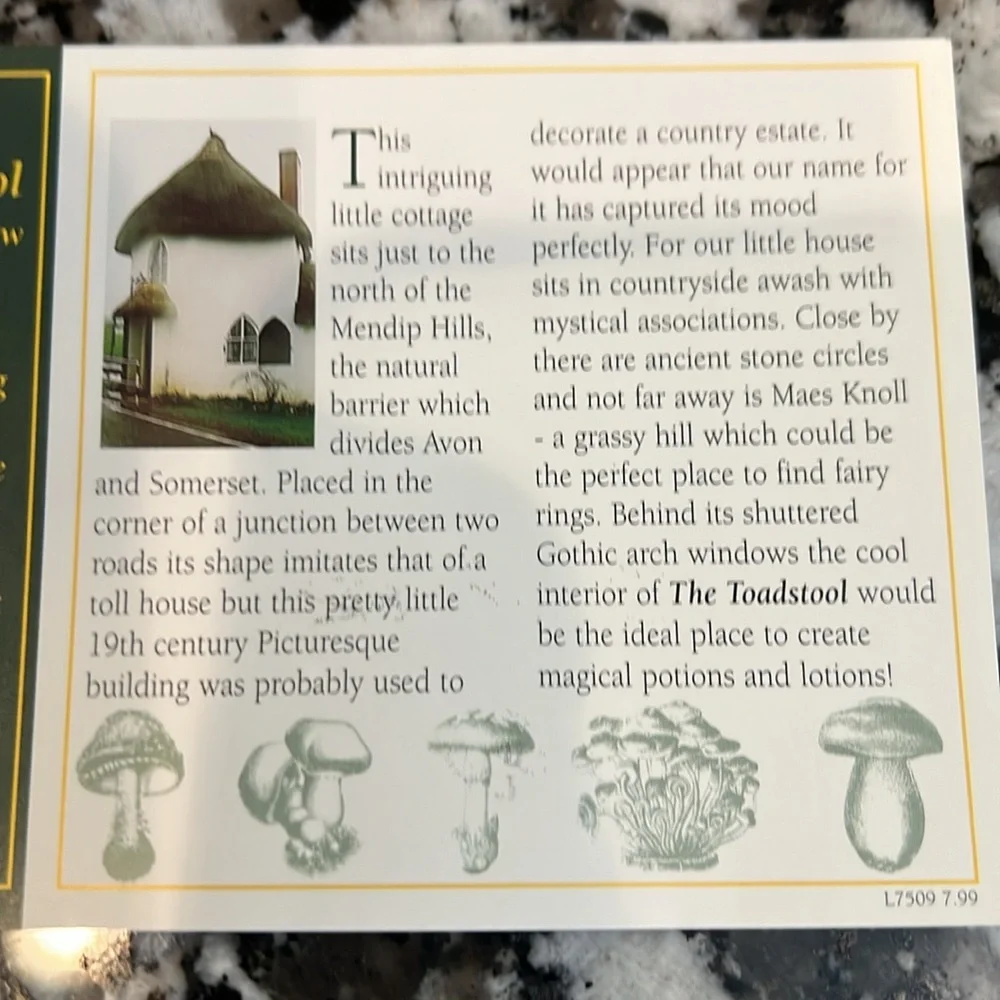 ol
w
g
e
This
intriguing
little cottage
sits just to the
north of the
Mendip Hills,
the natural
barrier which
divides Avon
and Somerset. Placed in the
corner of a junction between two
roads its shape imitates that of a
toll house but this pretty little
19th century Picturesque
building was probably used to
decorate a country estate. It
would appear that our name for
it has captured its mood
perfectly. For our little house
sits in countryside awash with
mystical associations. Close by
there are ancient stone circles
and not far away is Maes Knoll
- a grassy hill which could be
the perfect place to find fairy
rings. Behind its shuttered
Gothic arch windows the cool
interior of The Toadstool would
be the ideal place to create
magical potions and lotions!
L7509 7.99